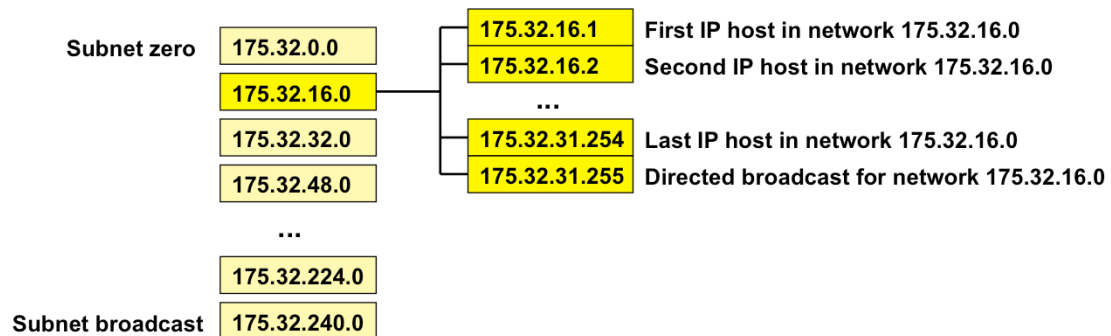 Subnet zero
175.32.0.0
175.32.16.0
175.32.32.0
175.32.48.0
...
175.32.224.0
Subnet broadcast
175.32.240.0
175.32.16.1 First IP host in network 175.32.16.0
175.32.16.2 Second IP host in network 175.32.16.0
...
175.32.31.254 Last IP host in network 175.32.16.0
175.32.31.255 Directed broadcast for network 175.32.16.0